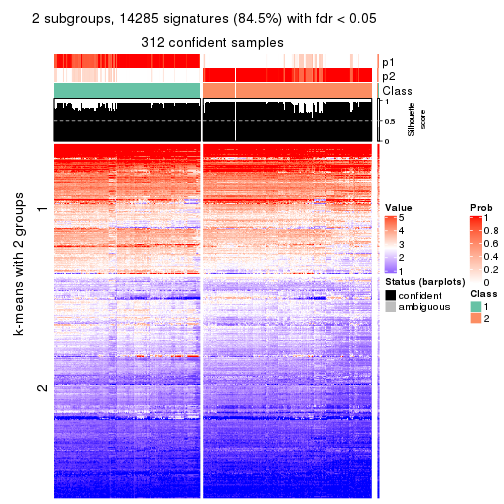 2 subgroups, 14285 signatures (84.5%) with fdr < 0.05
312 confident samples
p1
p2
Class
1
0.5
0
Silhouette
score
k-means with 2 groups
1
2
Value
5
4
3
2
1
Prob
1
0.8
0.6
0.4
0.2
0
Status (barplots)
confident
ambiguous
Class
1
2